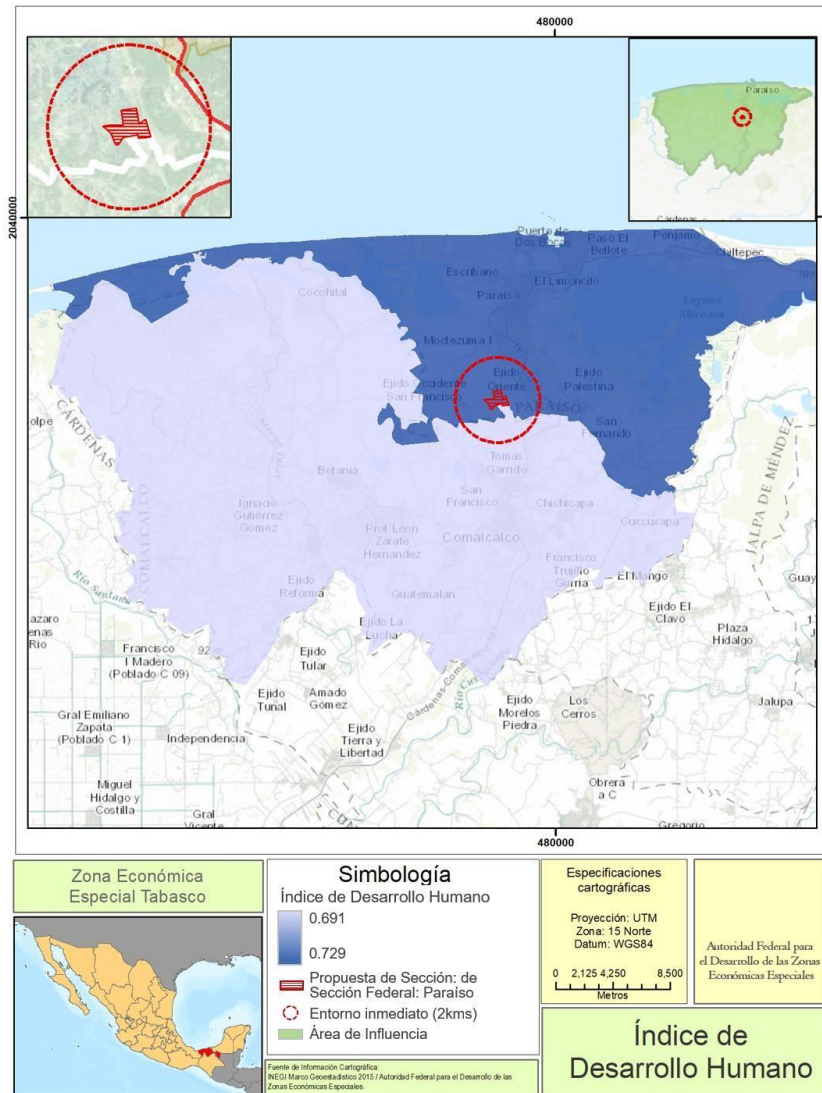 480000
Paraíso
Cárdenas
2040000
Puerto de
Dos Bocas
Paso El
Bellote
Penjamo
Chiltepec
Escribano
El Limoncito
Cocohital
Paraíso
Laguna
Mecoacan
Moctezuma 1
Ejido Occidente
San Francisco
Ejido
Oriente
Ejido
Palestina
PARAÍSO
San
Fernando
CÁRDENAS
COMALCALCO
JALPA DE MÉNDEZ
Tomas
Garrido
Betania
San
Francisco
Chichicapa
Ignacio
Gutiérrez
Gómez
Prof Leon
Zarate
Hernandez
Comalcalco
Cuxcuxapa
Francisco
Trujillo
Gurria
El Mango
Río Santana
Ejido
Reforma
Guatemalan
Ejido La
Lucha
Ejido El
Clavo
Plaza
Hidalgo
Francisco
I Madero
(Poblado C 09)
92 m
Ejido
Tular
Ejido
Tunal
Amado
Gómez
Ejido
Morelos
Piedra
Los
Cerros
Jalupa
Gral Emiliano
Zapata
(Poblado C 1)
Independencia
Ejido
Tierra y
Libertad
Miguel
Hidalgo y
Costilla
Obrera
a C
Gral
Vicente
Gregorio
480000
Zona Económica
Especial Tabasco
Simbología
Índice de Desarrollo Humano
0.691
0.729
Propuesta de Sección: de
Sección Federal: Paraíso
Entorno inmediato (2kms)
Área de Influencia
Fuente de Información Cartográfica:
INEGI Marco Geoestadístico 2015 / Autoridad Federal para el Desarrollo de las
Zonas Económicas Especiales.
Especificaciones
cartográficas
Proyección: UTM
Zona: 15 Norte
Datum: WGS84
0 2,125 4,250 8,500
Metros
Autoridad Federal para
el Desarrollo de las Zonas
Económicas Especiales
Índice de
Desarrollo Humano